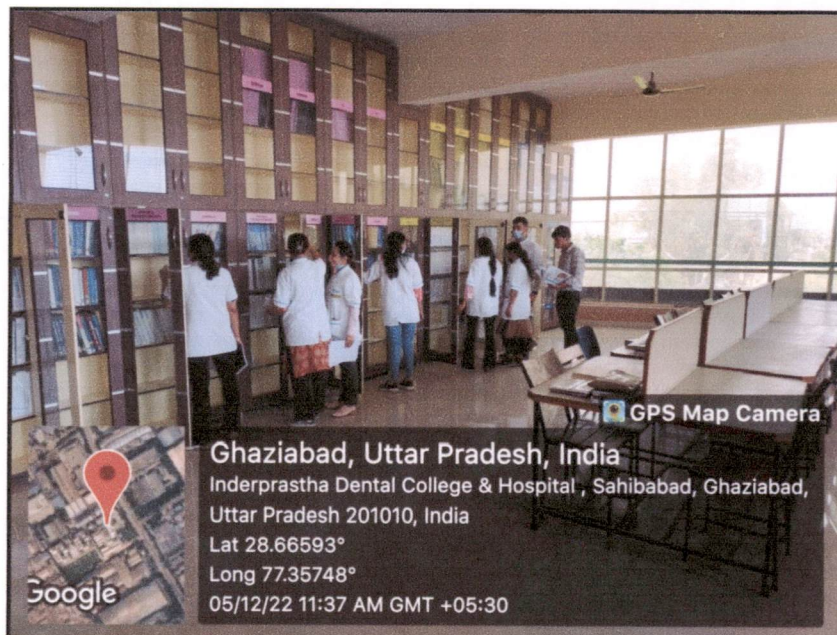 GPS Map Camera
Ghaziabad, Uttar Pradesh, India
Inderprastha Dental College & Hospital , Sahibabad, Ghaziabad,
Uttar Pradesh 201010, India
Lat 28.66593°
Long 77.35748°
05/12/22 11:37 AM GMT +05:30
Google